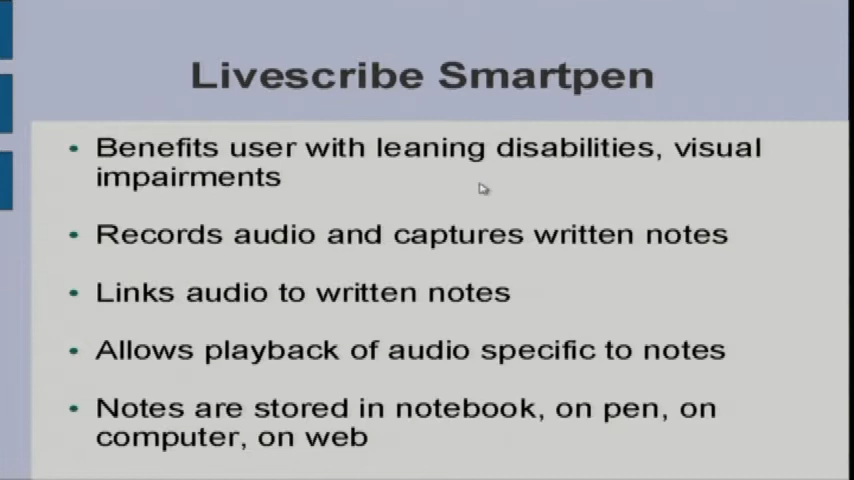 Livescribe Smartpen
• Benefits user with leaning disabilities, visual
impairments
• Records audio and captures written notes
• Links audio to written notes
• Allows playback of audio specific to notes
• Notes are stored in notebook, on pen, on
computer, on web